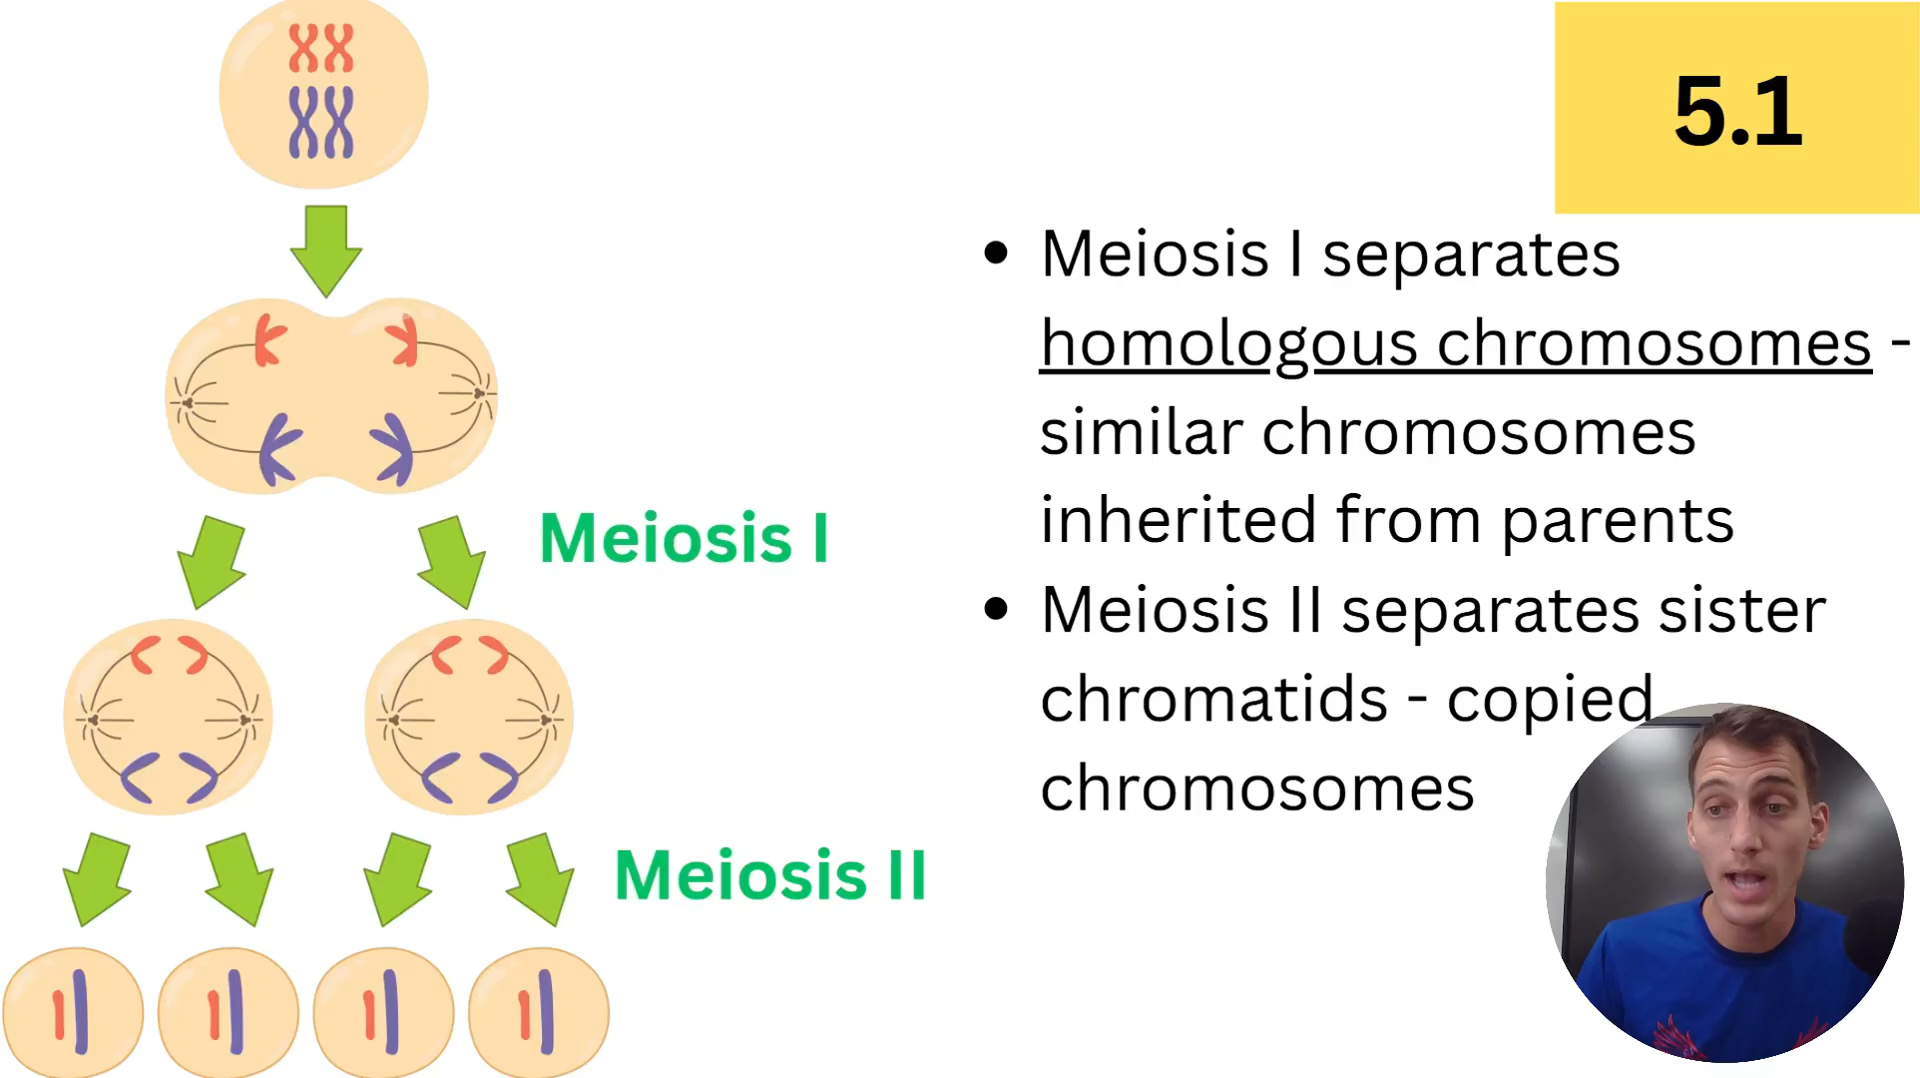 5.1
• Meiosis I separates
homologous chromosomes -
similar chromosomes
inherited from parents
• Meiosis II separates sister
chromatids - copied
chromosomes
Meiosis I
Meiosis II